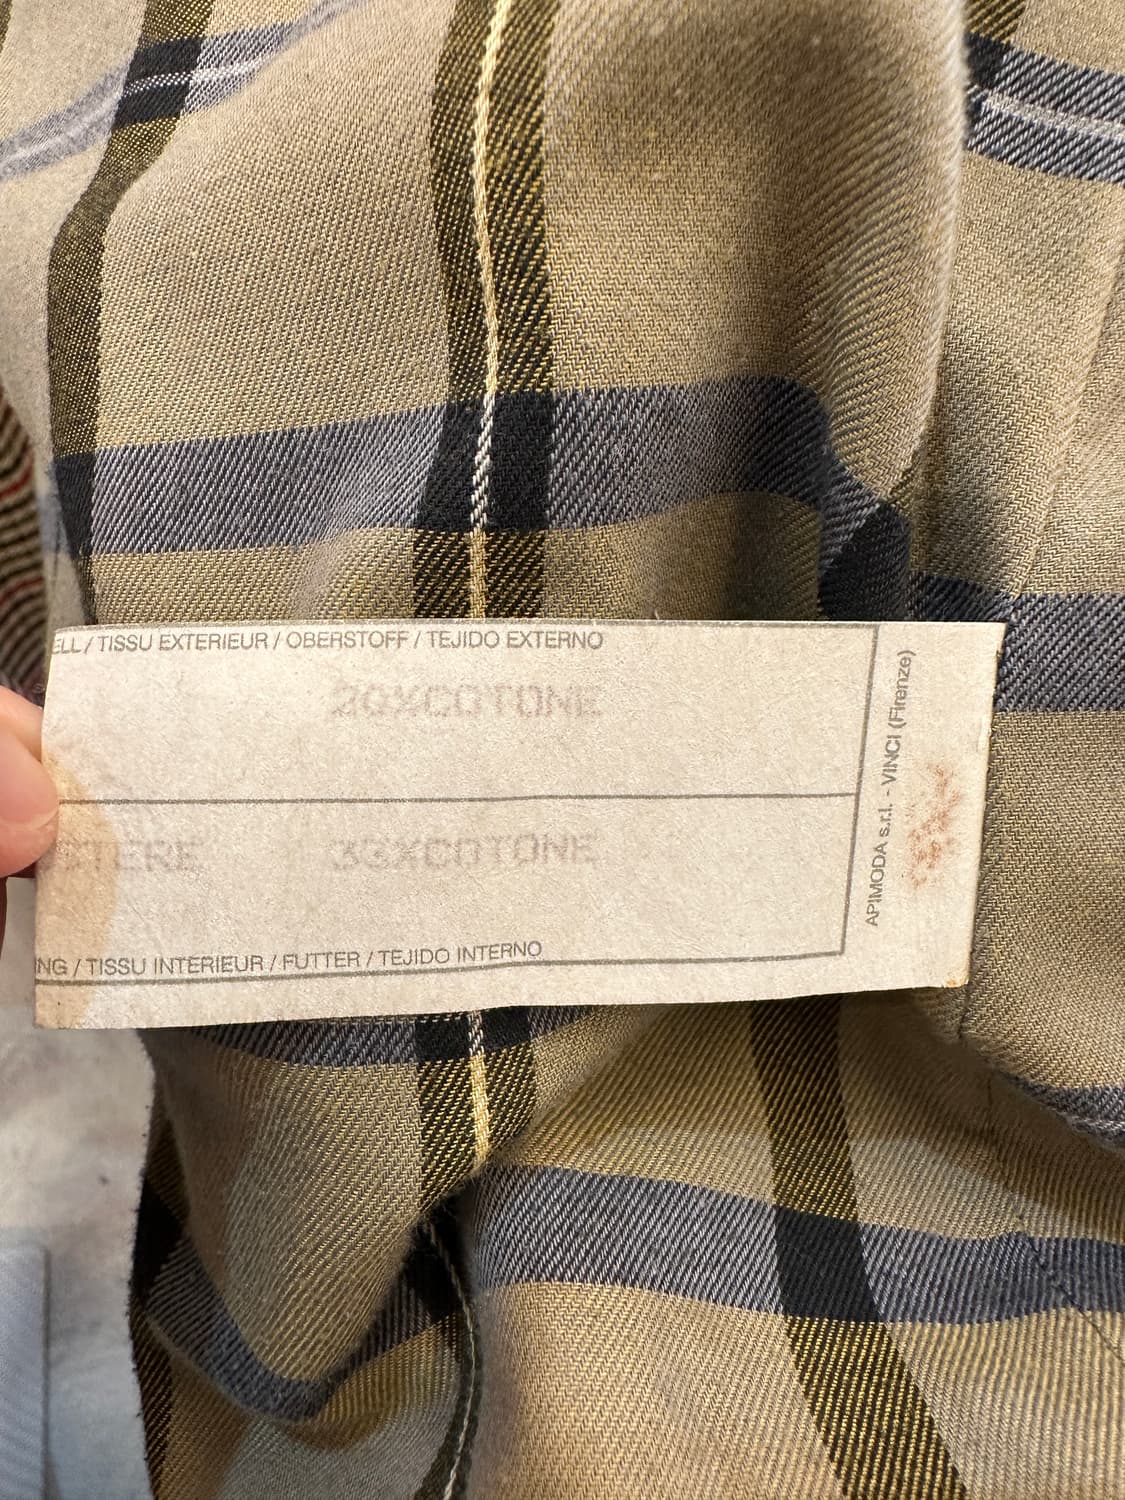 ELL / TISSU EXTERIEUR / OBERSTOFF / TEJIDO EXTERNO
20%COTONE
STERE 33%COTONE
NG / TISSU INTERIEUR / FUTTER / TEJIDO INTERNO
APIMODA s.r.l. - VINCI (Firenze)